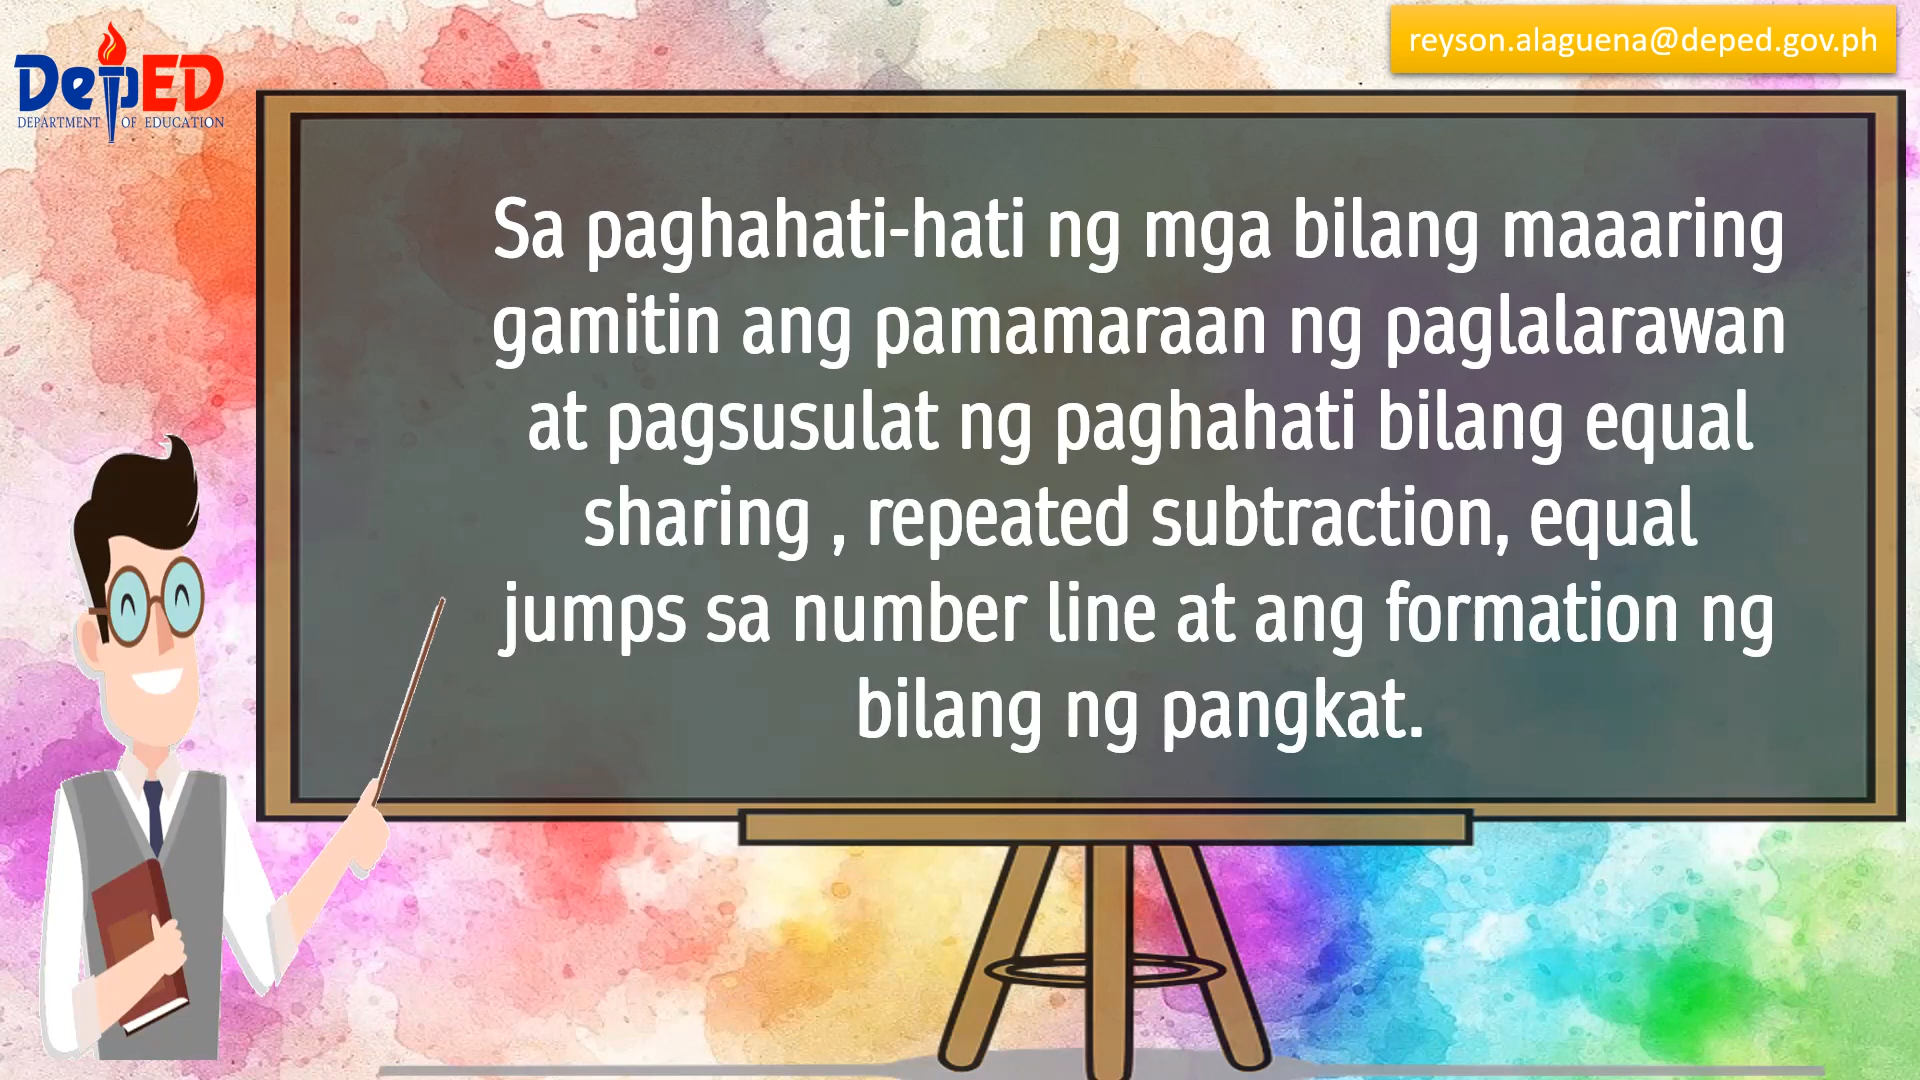 reyson.alaguena@deped.gov.ph
DepED
DEPARTMENT OF EDUCATION
Sa paghahati-hati ng mga bilang maaaring
gamitin ang pamamaraan ng paglalarawan
at pagsusulat ng paghahati bilang equal
sharing , repeated subtraction, equal
jumps sa number line at ang formation ng
bilang ng pangkat.